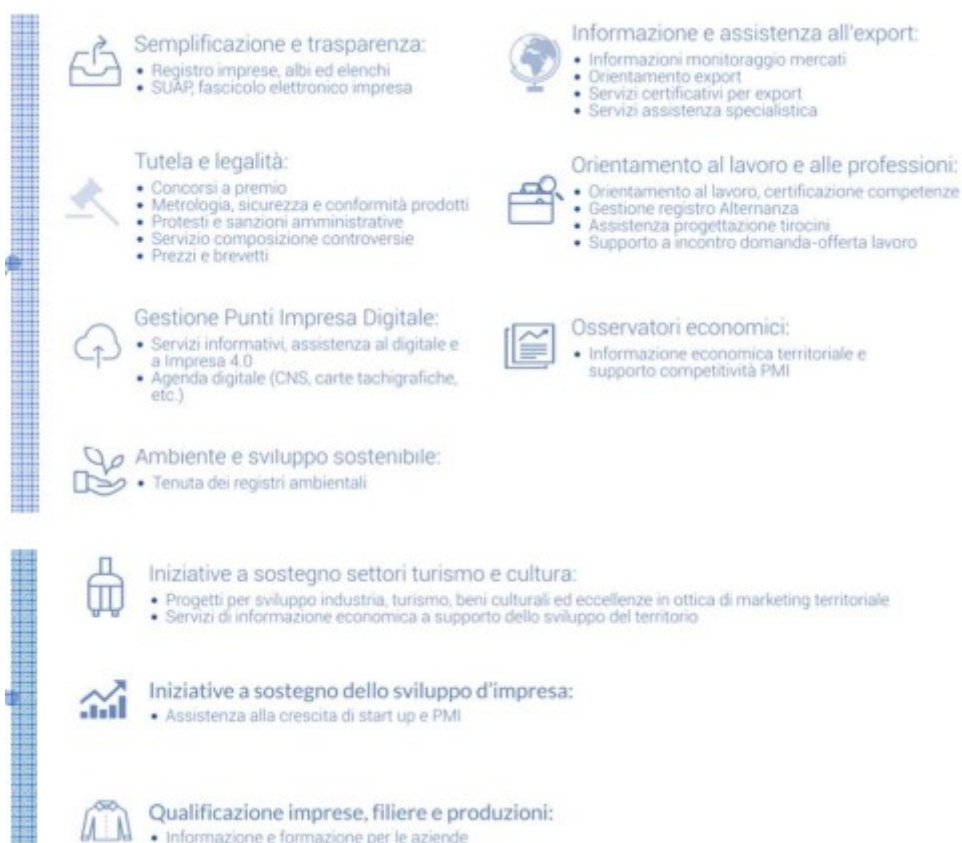 Semplificazione e trasparenza:
• Registro imprese, albi ed elenchi
• SUAP, fascicolo elettronico impresa
Tutela e legalità:
• Concorsi a premio
• Metrologia, sicurezza e conformità prodotti
• Protesti e sanzioni amministrative
• Servizio composizione controversie
• Prezzi e brevetti
Gestione Punti Impresa Digitale:
• Servizi informativi, assistenza al digitale e
a Impresa 4.0
• Agenda digitale (CNS, carte tachigrafiche,
etc.)
Ambiente e sviluppo sostenibile:
• Tenuta dei registri ambientali
Informazione e assistenza all'export:
• Informazioni monitoraggio mercati
• Orientamento export
• Servizi certificativi per export
• Servizi assistenza specialistica
Orientamento al lavoro e alle professioni:
• Orientamento al lavoro, certificazione competenze
• Gestione registro Alternanza
• Assistenza progettazione tirocini
• Supporto a incontro domanda-offerta lavoro
Osservatori economici:
• Informazione economica territoriale e
supporto competitività PMI
Iniziative a sostegno settori turismo e cultura:
• Progetti per sviluppo industria, turismo, beni culturali ed eccellenze in ottica di marketing territoriale
• Servizi di informazione economica a supporto dello sviluppo del territorio
Iniziative a sostegno dello sviluppo d'impresa:
• Assistenza alla crescita di start up e PMI
Qualificazione imprese, filiere e produzioni:
• Informazione e formazione per le aziende